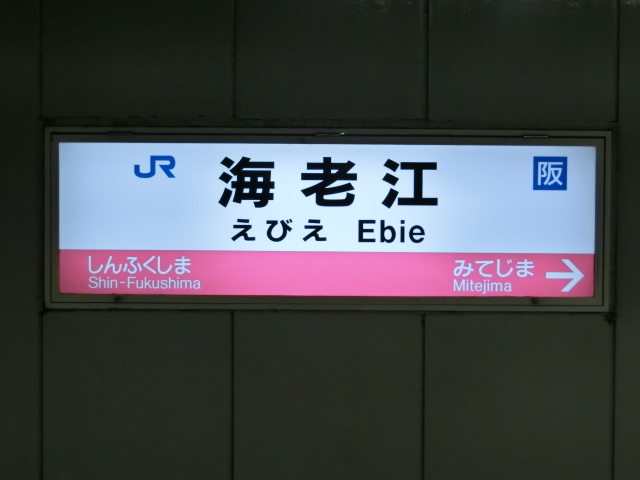 JR 海老江 阪
えびえ Ebie
しんふくしま みてじま →
Shin-Fukushima Mitejima